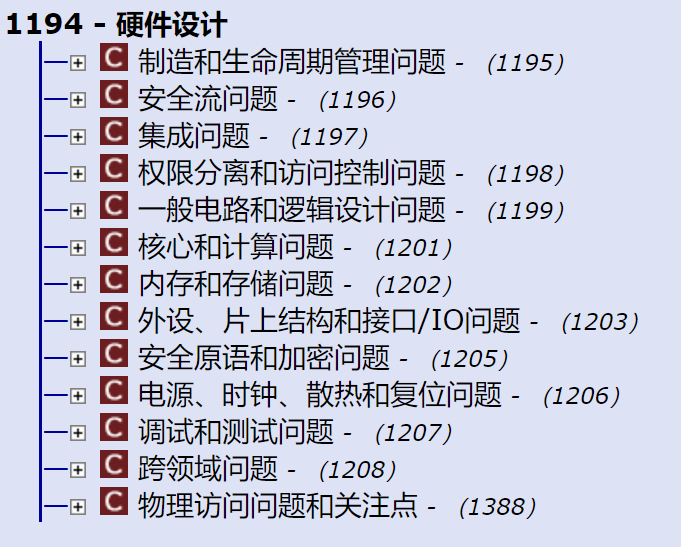 1194 - 硬件设计
C 制造和生命周期管理问题 - (1195)
C 安全流问题 - (1196)
C 集成问题 - (1197)
C 权限分离和访问控制问题 - (1198)
C 一般电路和逻辑设计问题 - (1199)
C 核心和计算问题 - (1201)
C 内存和存储问题 - (1202)
C 外设、片上结构和接口/IO问题 - (1203)
C 安全原语和加密问题 - (1205)
C 电源、时钟、散热和复位问题 - (1206)
C 调试和测试问题 - (1207)
C 跨领域问题 - (1208)
C 物理访问问题和关注点 - (1388)